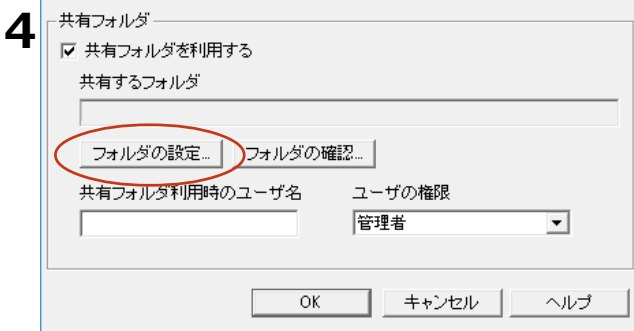 4
共有フォルダ
共有フォルダを利用する
共有するフォルダ
フォルダの設定... フォルダの確認...
共有フォルダ利用時のユーザ名 ユーザの権限
管理者
OK キャンセル ヘルプ